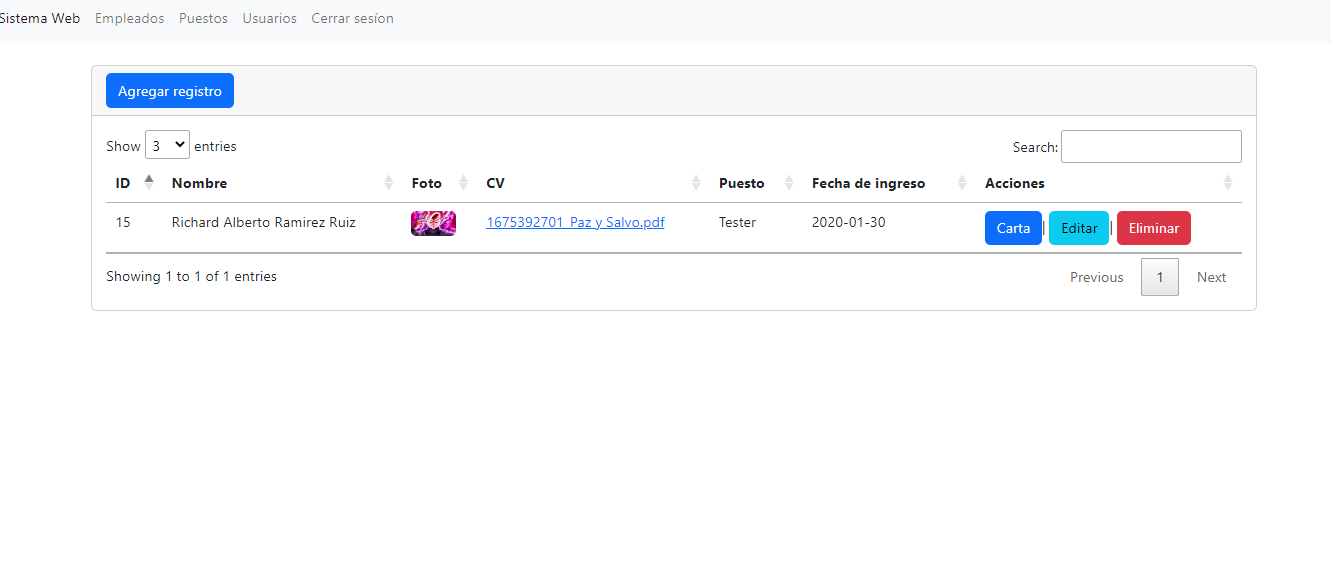 Sistema Web Empleados Puestos Usuarios Cerrar sesíon
Agregar registro
Show 3 entries Search:
ID Nombre Foto CV Puesto Fecha de ingreso Acciones
15 Richard Alberto Ramirez Ruiz 1675392701_Paz y Salvo.pdf Tester 2020-01-30 Carta | Editar | Eliminar
Showing 1 to 1 of 1 entries Previous 1 Next